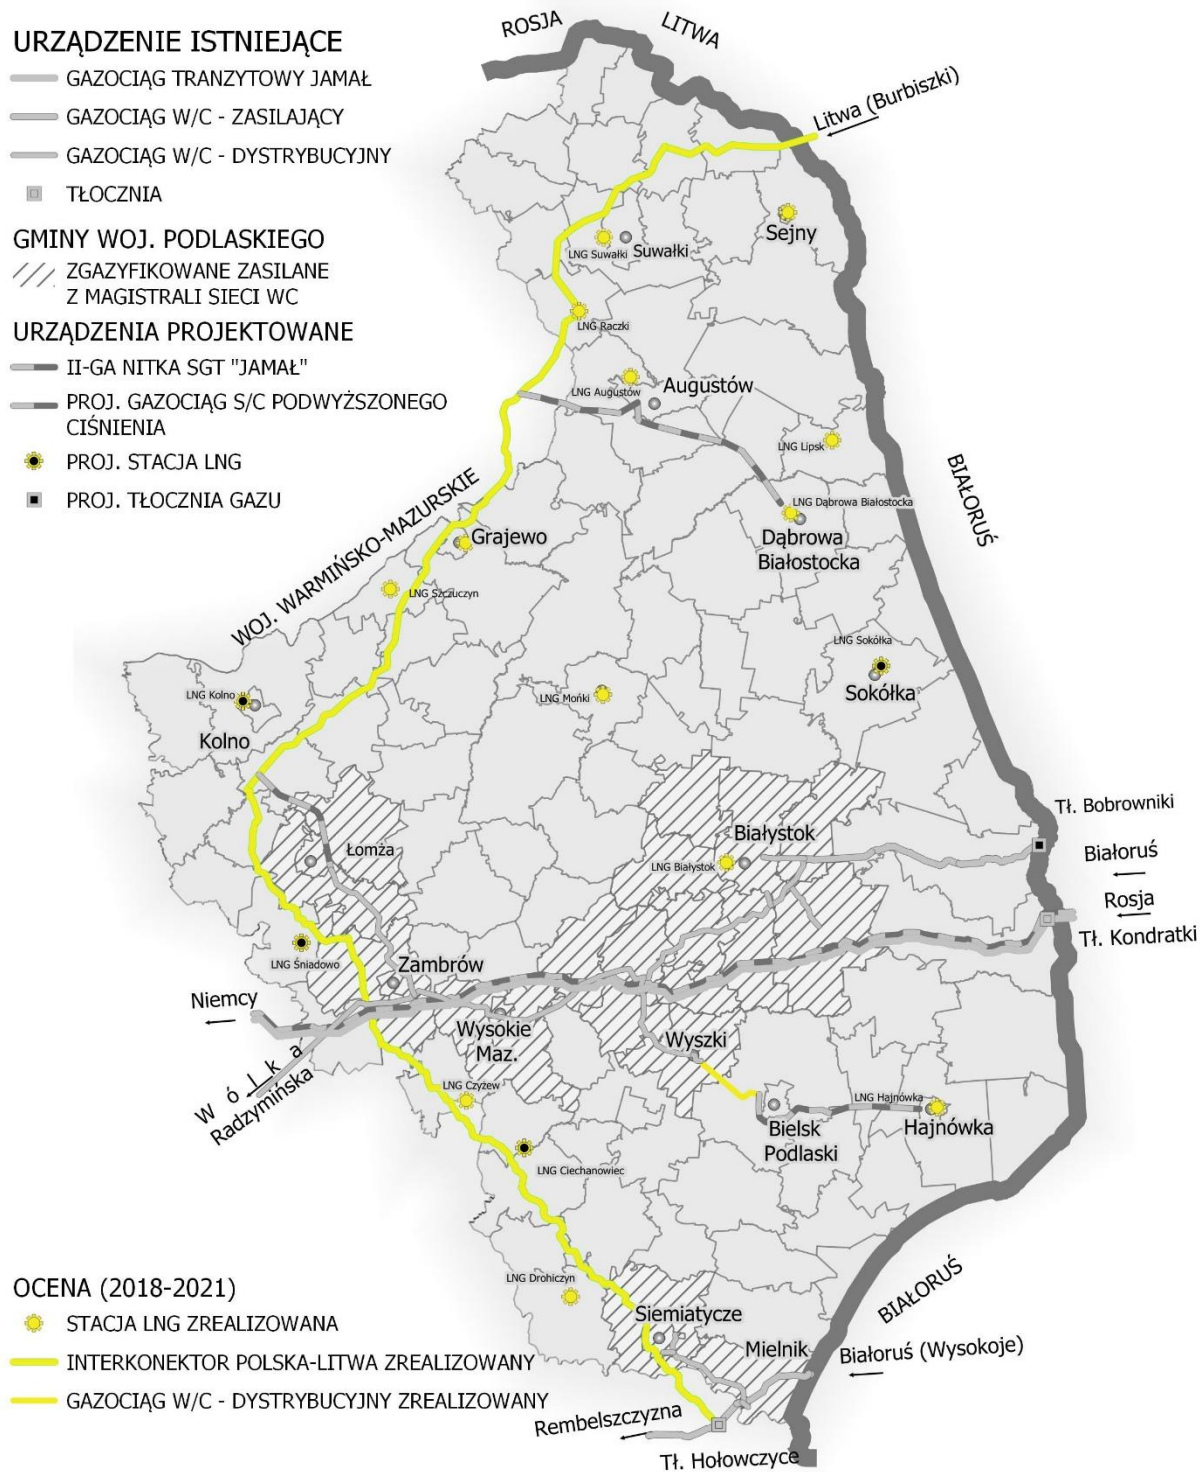 URZĄDZENIE ISTNIEJĄCE
GAZOCIĄG TRANZYTOWY JAMAŁ
GAZOCIĄG W/C - ZASILAJĄCY
GAZOCIĄG W/C - DYSTRYBUCYJNY
TŁOCZNIA
GMINY WOJ. PODLASKIEGO
ZGAZYFIKOWANE ZASILANE
Z MAGISTRALI SIECI WC
URZĄDZENIA PROJEKTOWANE
II-GA NITKA SGT "JAMAŁ"
PROJ. GAZOCIĄG S/C PODWYŻSZONEGO
CIŚNIENIA
PROJ. STACJA LNG
PROJ. TŁOCZNIA GAZU
ROSJA
LITWA
Litwa (Burbiszki)
Sejny
LNG Suwałki
Suwałki
LNG Raczki
LNG Augustów
Augustów
LNG Lipsk
LNG Dąbrowa Białostocka
Dąbrowa
Białostocka
BIAŁORUŚ
WOJ. WARMIŃSKO-MAZURSKIE
Grajewo
LNG Szczuczyn
LNG Sokółka
Sokółka
LNG Kolno
Kolno
LNG Mońki
Tł. Bobrowniki
Białystok
LNG Białystok
Łomża
Białoruś
Rosja
Tł. Kondratki
LNG Śniadowo
Zambrów
Niemcy
Wysokie
Maz.
Wyszki
Wólka
Radzymińska
LNG Czyżew
LNG Hajnówka
Hajnówka
Bielsk
Podlaski
LNG Ciechanowiec
BIAŁORUŚ
LNG Drohiczyn
Siemiatycze
Mielnik
Białoruś (Wysokoje)
Rembelszczyzna
Tł. Hołowczyce
OCENA (2018-2021)
STACJA LNG ZREALIZOWANA
INTERKONEKTOR POLSKA-LITWA ZREALIZOWANY
GAZOCIĄG W/C - DYSTRYBUCYJNY ZREALIZOWANY